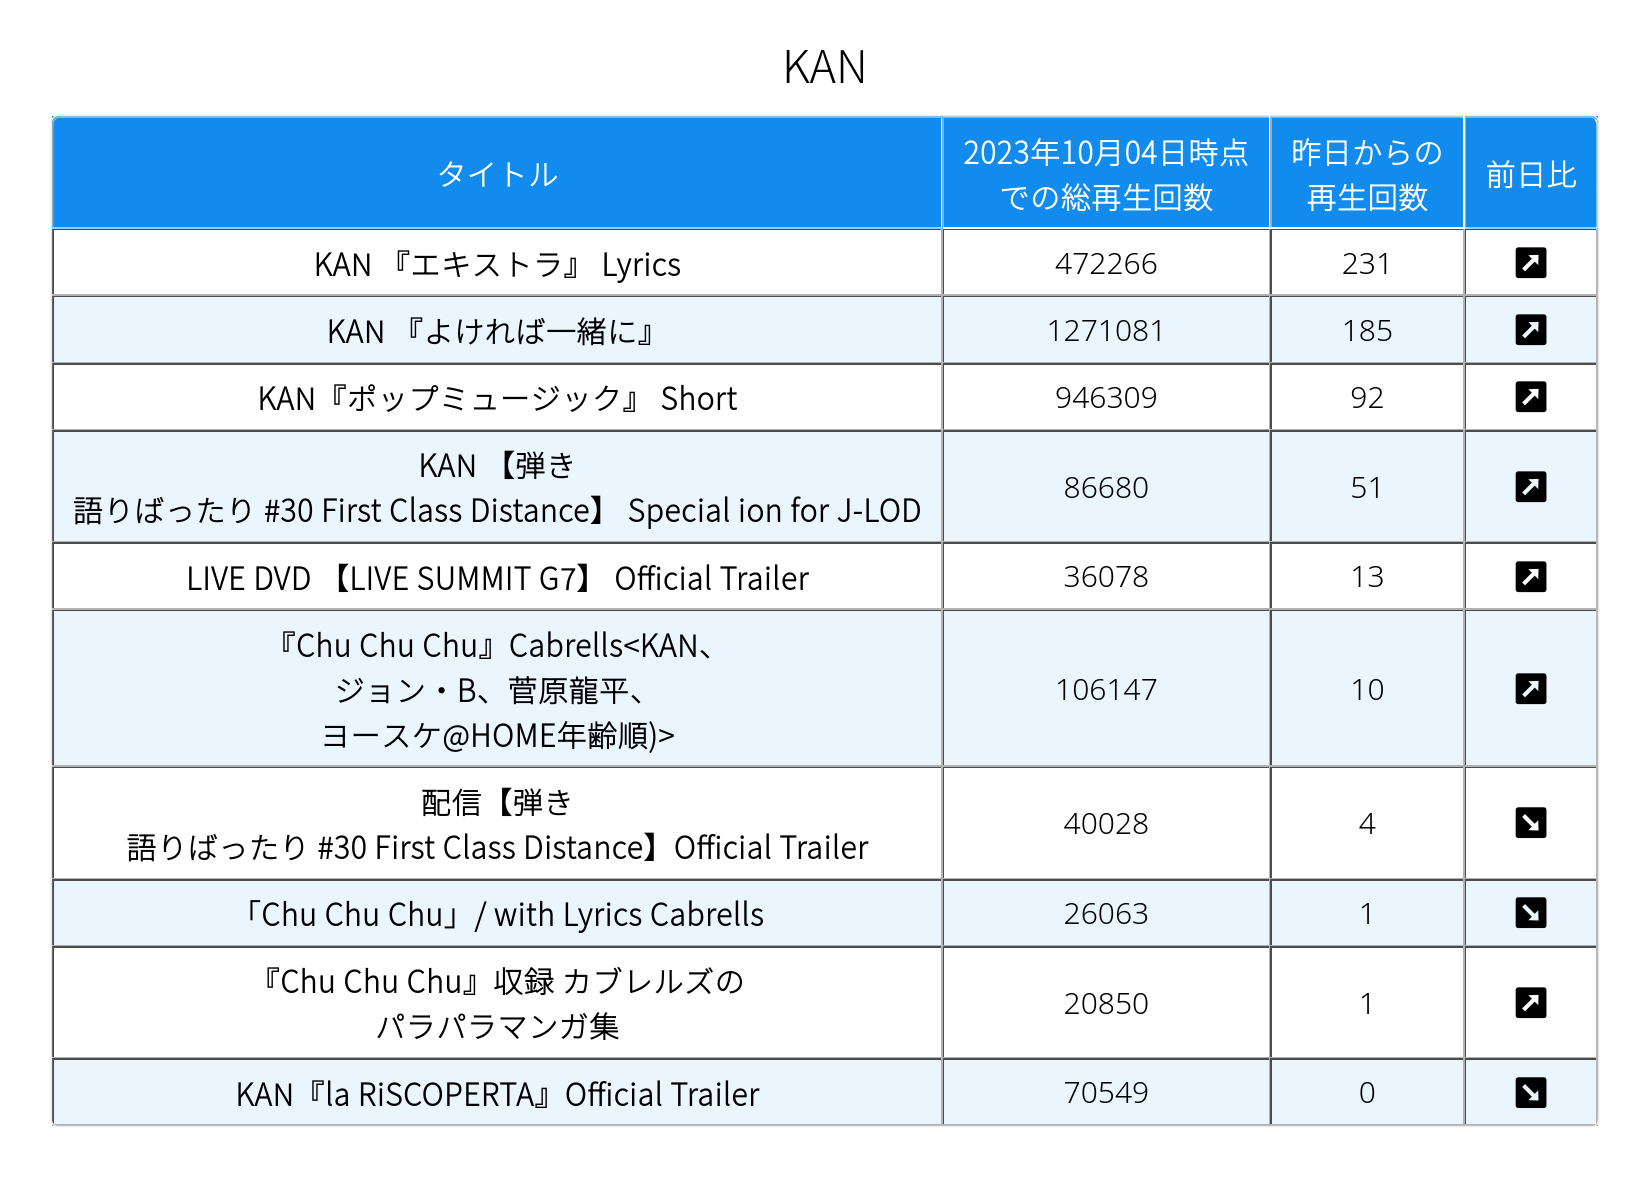 KAN
タイトル
2023年10月04日時点
での総再生回数
昨日からの
再生回数
前日比
KAN 『エキストラ』 Lyrics
472266
231
KAN 『よければ一緒に』
1271081
185
KAN『ポップミュージック』 Short
946309
92
KAN 【弾き
語りばったり #30 First Class Distance】 Special ion for J-LOD
86680
51
LIVE DVD 【LIVE SUMMIT G7】 Official Trailer
36078
13
『Chu Chu Chu』Cabrells<KAN、
ジョン・B、菅原龍平、
ヨースケ@HOME年齢順)>
106147
10
配信【弾き
語りばったり #30 First Class Distance】Official Trailer
40028
4
「Chu Chu Chu」/ with Lyrics Cabrells
26063
1
『Chu Chu Chu』収録 カブレルズの
パラパラマンガ集
20850
1
KAN『la RiSCOPERTA』Official Trailer
70549
0